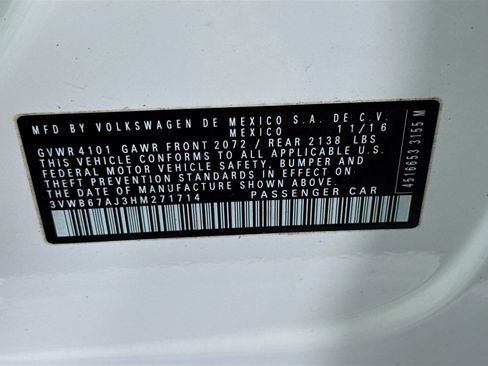 MFD BY VOLKSWAGEN DE MEXICO S.A. DE C.V.
MEXICO 11/16
GVWR 4101 GAWR FRONT 2072 / REAR 2138 LBS
THIS VEHICLE CONFORMS TO ALL APPLICABLE U.S.
FEDERAL MOTOR VEHICLE SAFETY, BUMPER AND
THEFT PREVENTION STANDARDS IN EFFECT ON
THE DATE OF MANUFACTURE SHOWN ABOVE.
3VWB67AJ3HM271714 PASSENGER CAR
4516653 3155 M